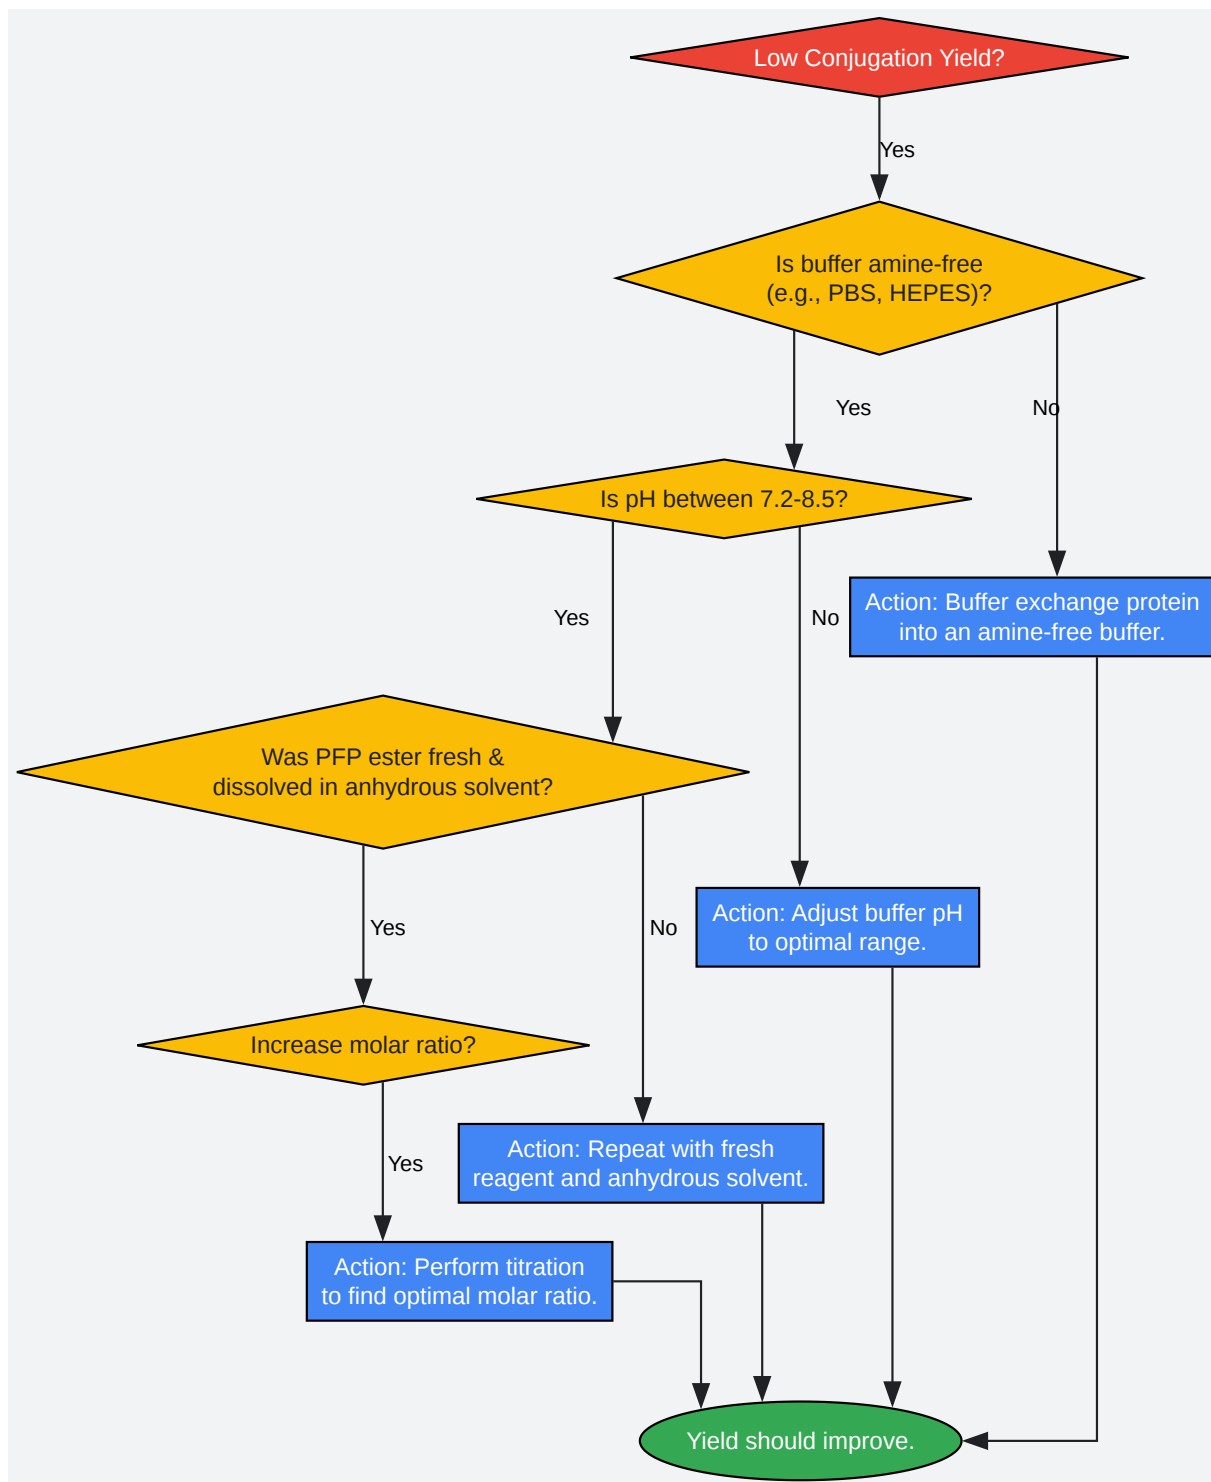 Low Conjugation Yield?
Yes
Is buffer amine-free
(e.g., PBS, HEPES)?
Yes
No
Is pH between 7.2-8.5?
Action: Buffer exchange protein
into an amine-free buffer.
Yes
No
Was PFP ester fresh &
dissolved in anhydrous solvent?
Action: Adjust buffer pH
to optimal range.
Yes
No
Increase molar ratio?
Action: Repeat with fresh
reagent and anhydrous solvent.
Yes
Action: Perform titration
to find optimal molar ratio.
Yield should improve.